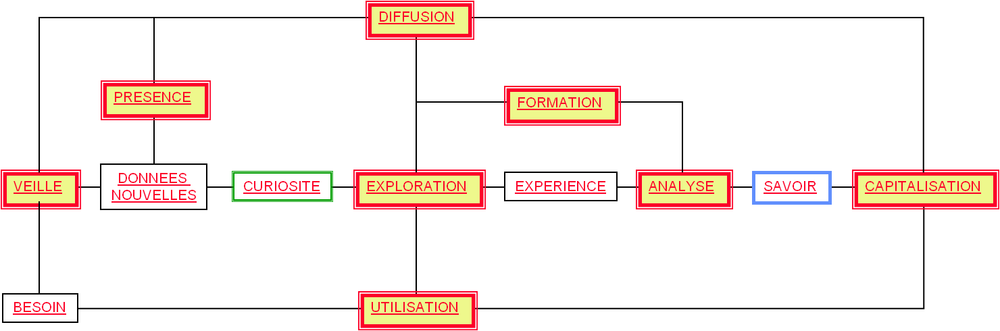 DIFFUSION
PRESENCE
FORMATION
VEILLE
DONNEES
NOUVELLES
CURIOSITE
EXPLORATION
EXPERIENCE
ANALYSE
SAVOIR
CAPITALISATION
BESOIN
UTILISATION